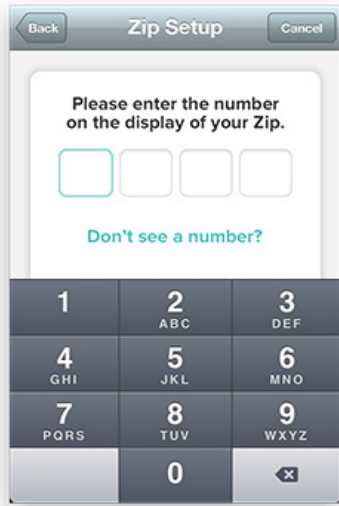 Back Zip Setup Cancel
Please enter the number
on the display of your Zip.
Don't see a number?
1 2 3
ABC DEF
4 5 6
GHI JKL MNO
7 8 9
PQRS TUV WXYZ
0